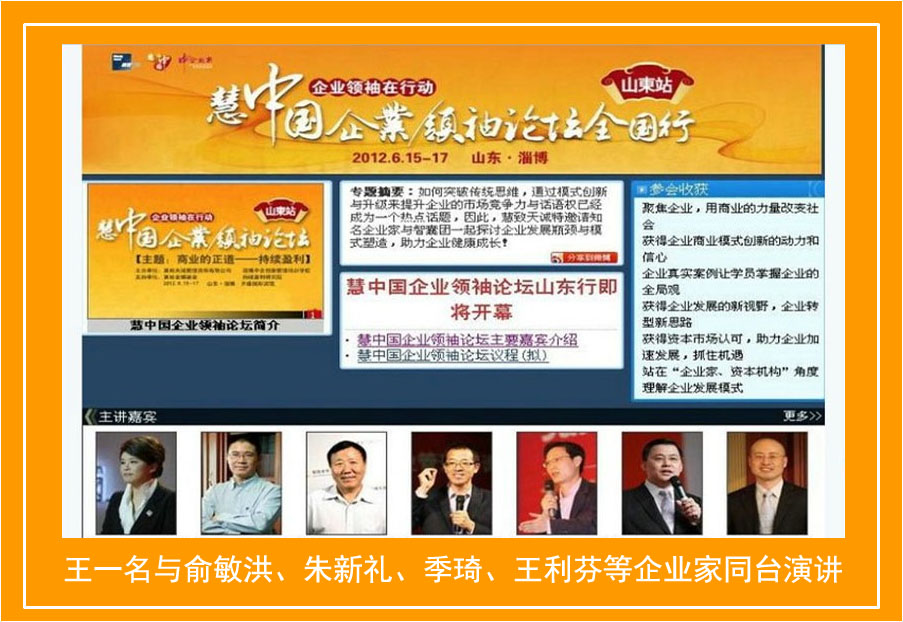 中企业家
企业领袖在行动
山東站
慧中国企業領袖论坛全国行
2012.6.15-17 山东·淄博
企业领袖在行动
山東站
慧中国企業領袖论坛
【主题：商业的正道——持续盈利】
2012.6.15-17
1
慧中国企业领袖论坛简介
专题摘要：如何突破传统思维，通过模式创新
与升级来提升企业的市场竞争力与话语权已经
成为一个热点话题，因此，慧致天诚特邀请知
名企业家与智囊团一起探讨企业发展瓶颈与模
式塑造，助力企业健康成长！
分享到微博
慧中国企业领袖论坛山东行即
将开幕
· 慧中国企业领袖论坛主要嘉宾介绍
· 慧中国企业领袖论坛议程(拟)
参会收获
聚焦企业，用商业的力量改变社
会
获得企业商业模式创新的动力和
信心
企业真实案例让学员掌握企业的
全局观
获得企业发展的新视野，企业转
型新思路
获得资本市场认可，助力企业加
速发展，抓住机遇
站在“企业家、资本机构”角度
理解企业发展模式
主讲嘉宾
更多>>
王一名与俞敏洪、朱新礼、季琦、王利芬等企业家同台演讲